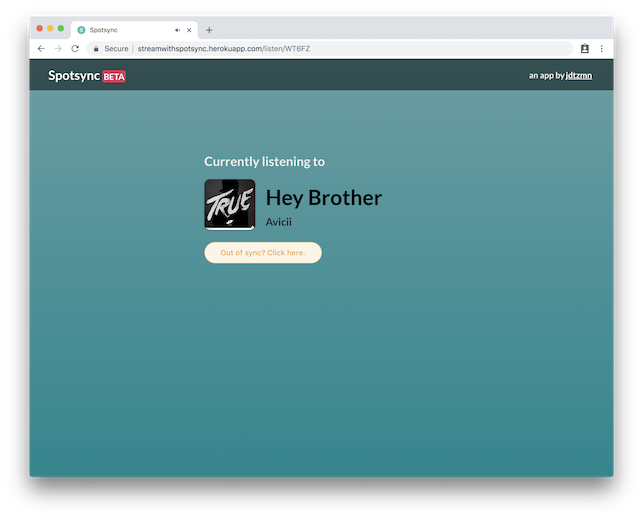 Spotsync
Secure streamwithspotsync.herokuapp.com/listen/WT6FZ
Spotsync BETA
an app by jdtzmn
Currently listening to
TRUE
Hey Brother
Avicii
Out of sync? Click here.